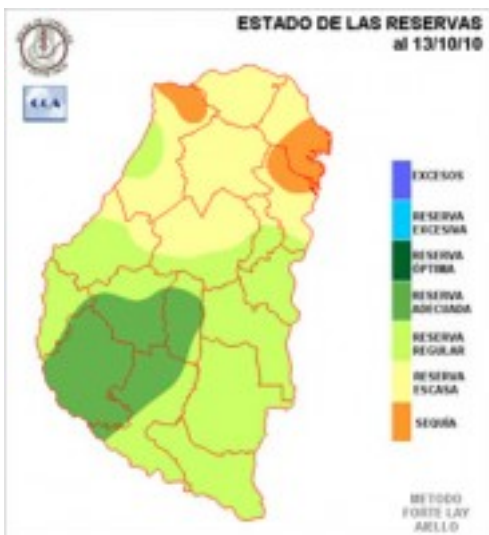 ESTADO DE LAS RESERVAS
al 13/10/10
CCA
EXCESOS
RESERVA
EXCESIVA
RESERVA
ÓPTIMA
RESERVA
ADECUADA
RESERVA
REGULAR
RESERVA
ESCASA
SEQUÍA
METODO
FORTE LAY
AIELLO